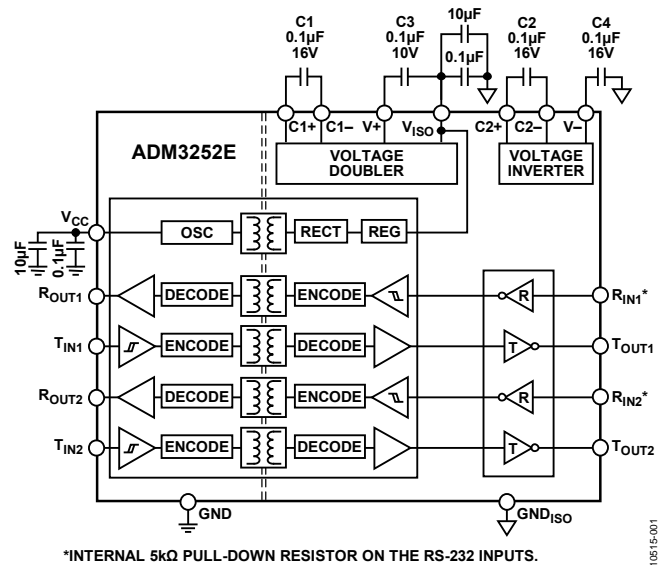 C1
0.1µF
16V
C3
0.1µF
10V
10µF
0.1µF
C2
0.1µF
16V
C4
0.1µF
16V
C1+ C1– V+ VISO C2+ C2– V–
ADM3252E
VOLTAGE
DOUBLER
VOLTAGE
INVERTER
VCC
10µF
0.1µF
OSC RECT REG
ROUT1 DECODE ENCODE R RIN1*
TIN1 ENCODE DECODE T TOUT1
ROUT2 DECODE ENCODE R RIN2*
TIN2 ENCODE DECODE T TOUT2
GND GNDISO
*INTERNAL 5kΩ PULL-DOWN RESISTOR ON THE RS-232 INPUTS.
10515-001